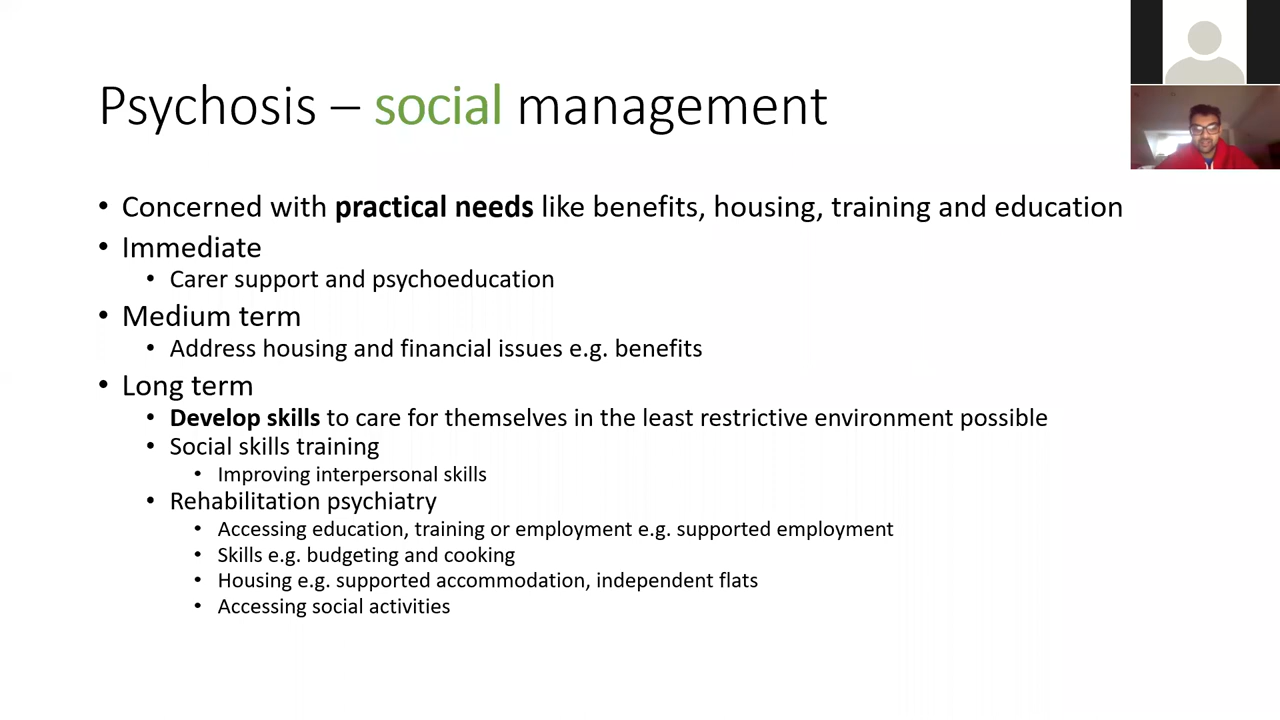 Psychosis – social management
• Concerned with practical needs like benefits, housing, training and education
• Immediate
• Carer support and psychoeducation
• Medium term
• Address housing and financial issues e.g. benefits
• Long term
• Develop skills to care for themselves in the least restrictive environment possible
• Social skills training
• Improving interpersonal skills
• Rehabilitation psychiatry
• Accessing education, training or employment e.g. supported employment
• Skills e.g. budgeting and cooking
• Housing e.g. supported accommodation, independent flats
• Accessing social activities